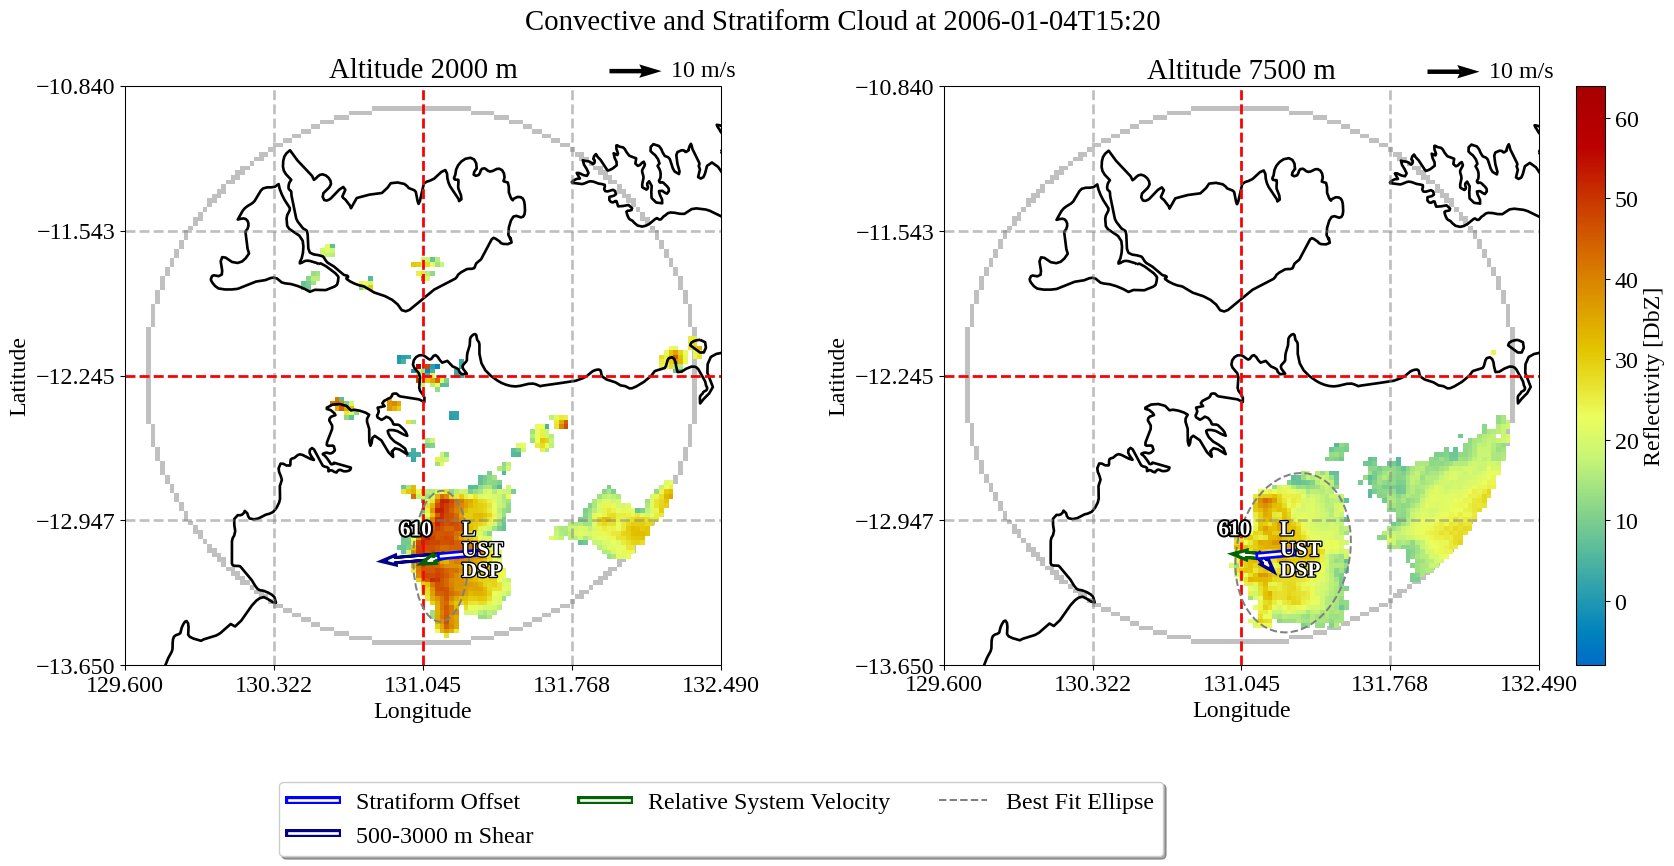 Convective and Stratiform Cloud at 2006-01-04T15:20
Altitude 2000 m
10 m/s
−10.840
−11.543
−12.245
−12.947
−13.650
Latitude
610
L
UST
DSP
129.600
130.322
131.045
131.768
132.490
Longitude
Altitude 7500 m
10 m/s
−10.840
−11.543
−12.245
−12.947
−13.650
Latitude
610
L
UST
DSP
129.600
130.322
131.045
131.768
132.490
Longitude
60
50
40
30
20
10
0
Reflectivity [DbZ]
Stratiform Offset
500-3000 m Shear
Relative System Velocity
Best Fit Ellipse